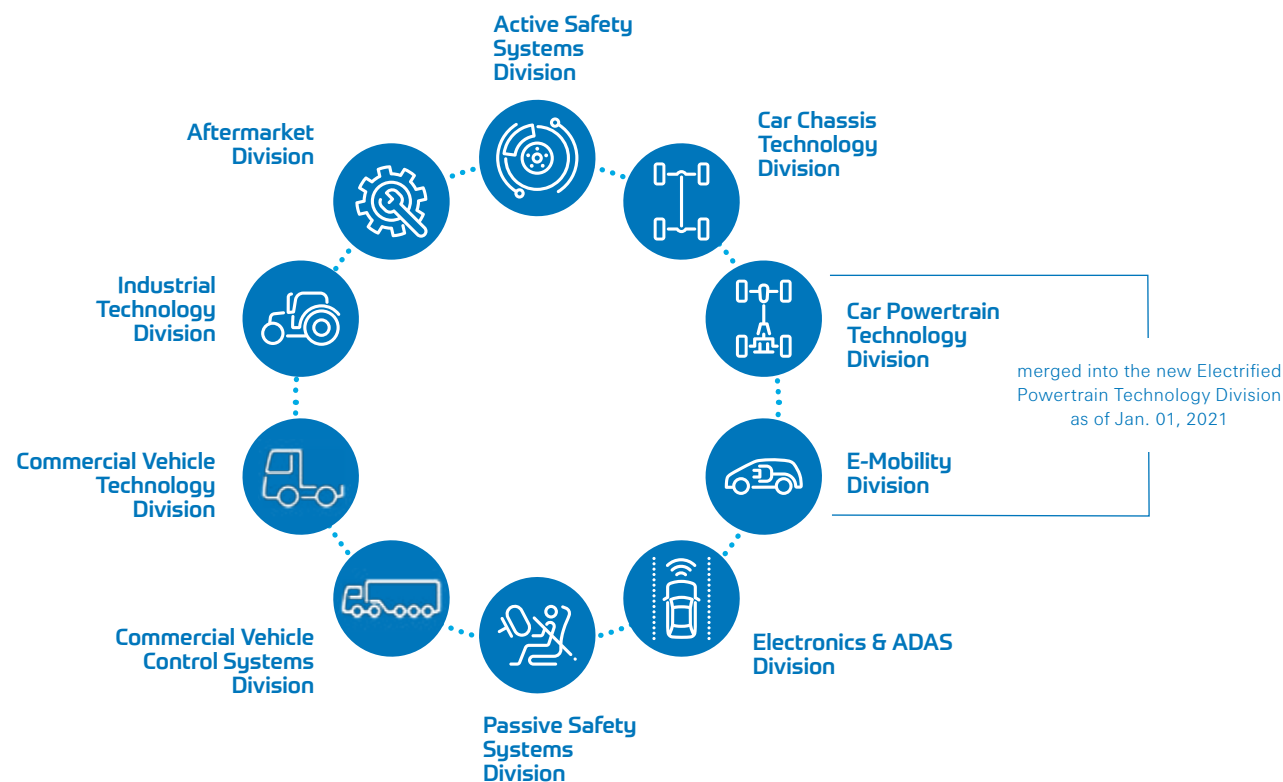 Active Safety
Systems
Division
Car Chassis
Technology
Division
Car Powertrain
Technology
Division
merged into the new Electrified
Powertrain Technology Division
as of Jan. 01, 2021
E-Mobility
Division
Electronics & ADAS
Division
Passive Safety
Systems
Division
Commercial Vehicle
Control Systems
Division
Commercial Vehicle
Technology
Division
Industrial
Technology
Division
Aftermarket
Division